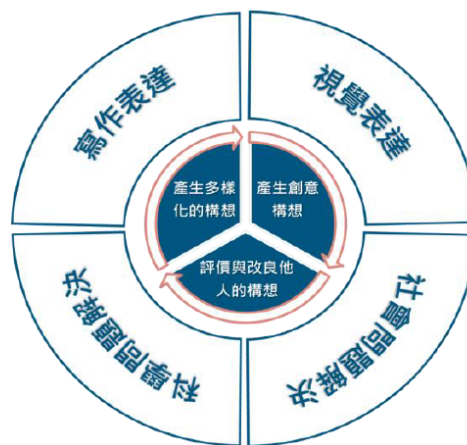 寫作表達
視覺表達
產生多樣
化的構想
產生創意
構想
評價與改良他
人的構想
科學問題解決
社會問題解決